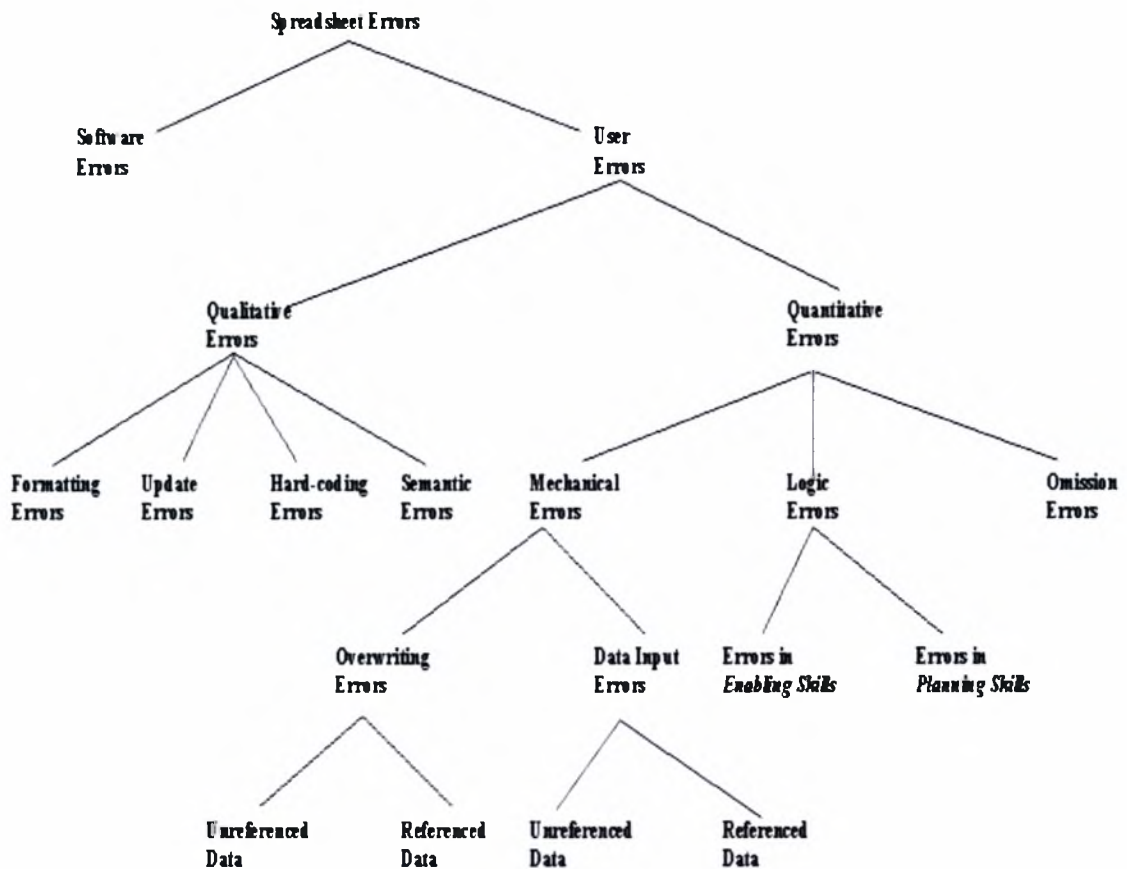 Spreadsheet Errors
Software
Errors
User
Errors
Qualitative
Errors
Quantitative
Errors
Formatting
Errors
Update
Errors
Hard-coding
Errors
Semantic
Errors
Mechanical
Errors
Logic
Errors
Omission
Errors
Overwriting
Errors
Data Input
Errors
Errors in
Enabling Skills
Errors in
Planning Skills
Unreferenced
Data
Referenced
Data
Unreferenced
Data
Referenced
Data